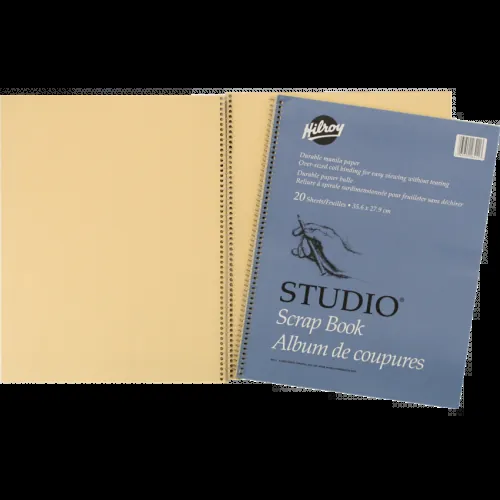 Hilroy
Durable manila paper
Over-sized coil binding for easy viewing without tearing
Durable papier bulle
Reliure à spirale surdimensionnée pour feuilleter sans déchirer
20 Sheets/Feuilles • 35.6 x 27.9 cm
STUDIO®
Scrap Book
Album de coupures